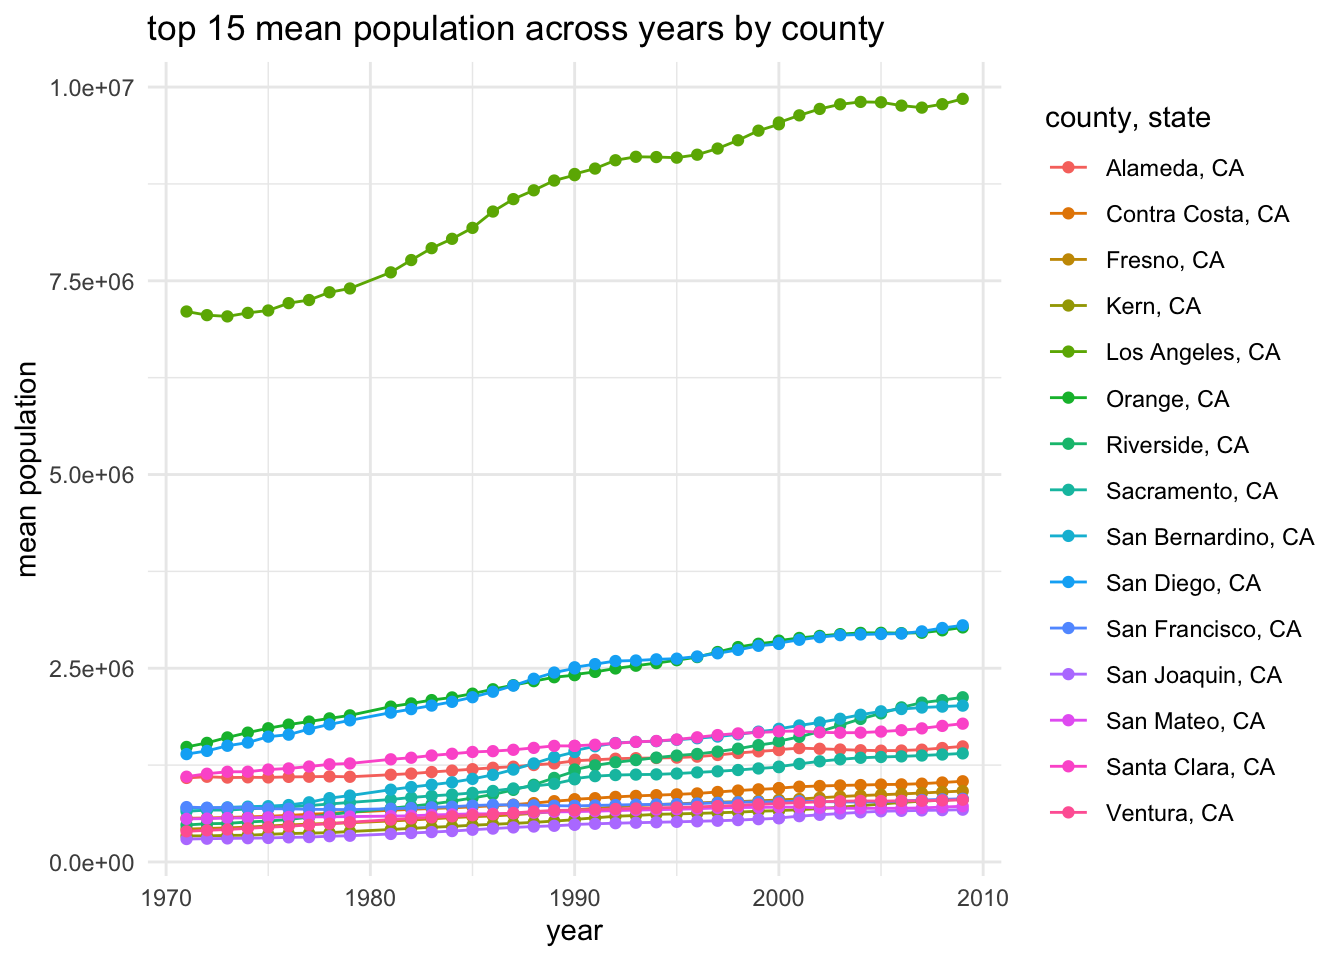 top 15 mean population across years by county
1.0e+07
7.5e+06
5.0e+06
2.5e+06
0.0e+00
mean population
1970 1980 1990 2000 2010
year
county, state
Alameda, CA
Contra Costa, CA
Fresno, CA
Kern, CA
Los Angeles, CA
Orange, CA
Riverside, CA
Sacramento, CA
San Bernardino, CA
San Diego, CA
San Francisco, CA
San Joaquin, CA
San Mateo, CA
Santa Clara, CA
Ventura, CA